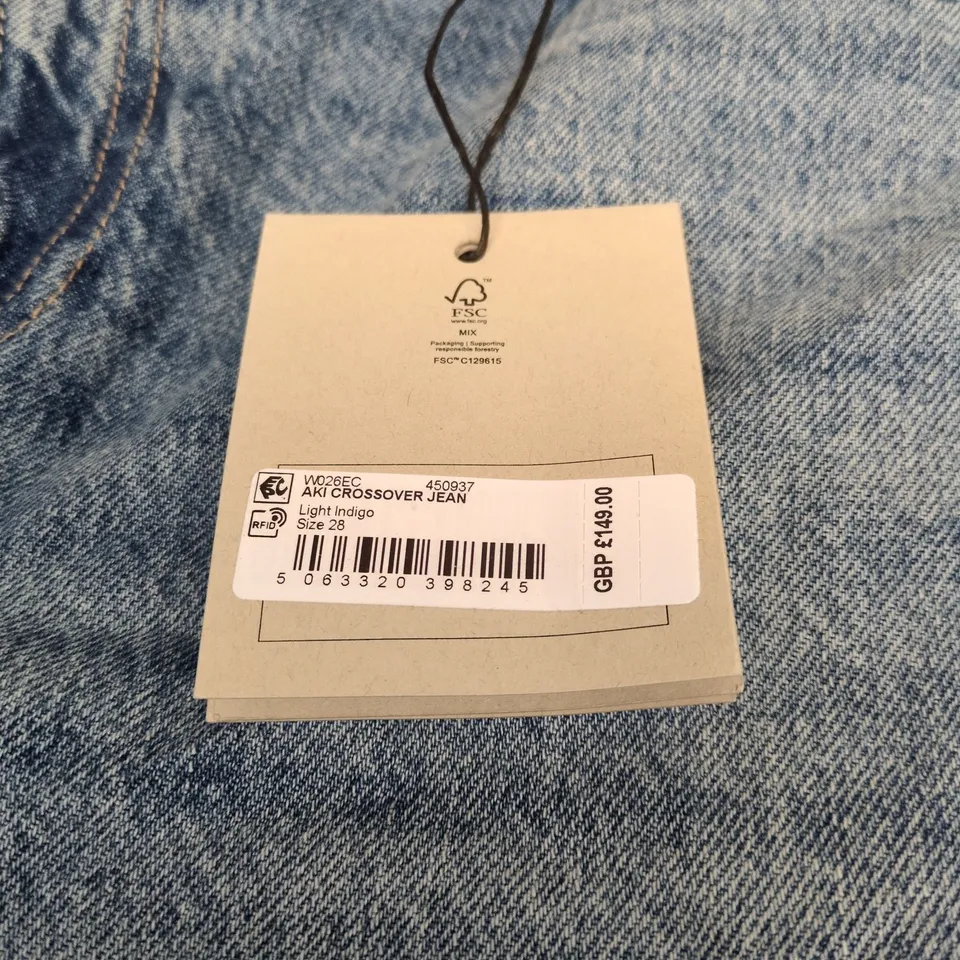 FSC
™
www.fsc.org
MIX
Packaging | Supporting
responsible forestry
FSC™ C129615
W026EC 450937
AKI CROSSOVER JEAN
RFID
Light Indigo
Size 28
5 063320 398245
GBP £149.00